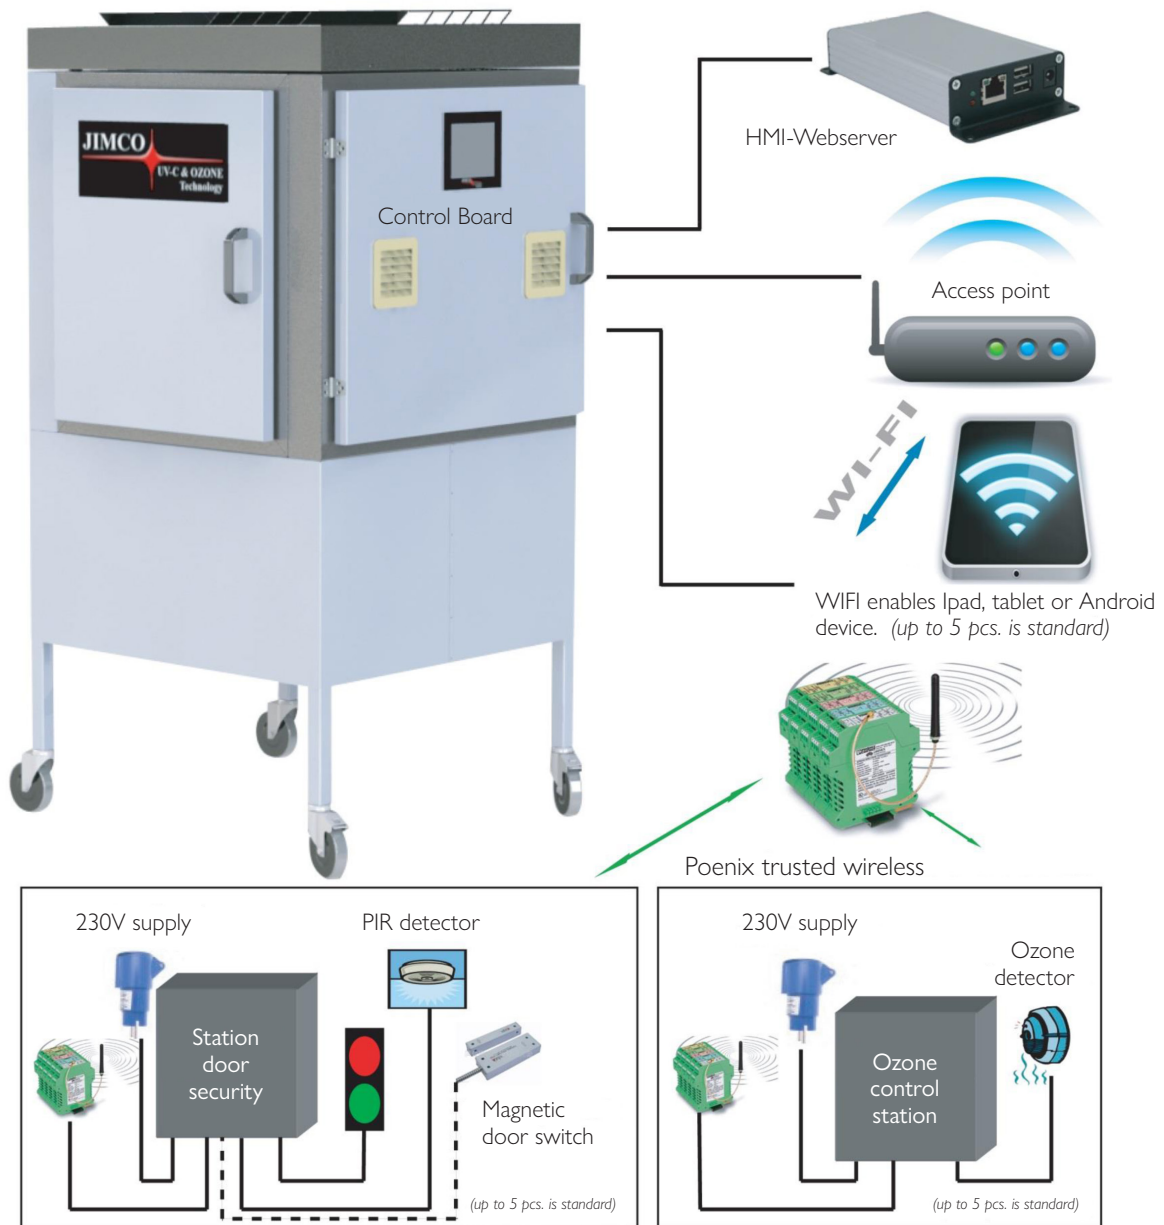 JIMCO
UV-C & OZONE
Technology
Control Board
HMI-Webserver
Access point
WI-FI
WIFI enables Ipad, tablet or Android
device. (up to 5 pcs. is standard)
Poenix trusted wireless
230V supply
PIR detector
Station
door
security
Magnetic
door switch
(up to 5 pcs. is standard)
230V supply
Ozone
detector
Ozone
control
station
(up to 5 pcs. is standard)